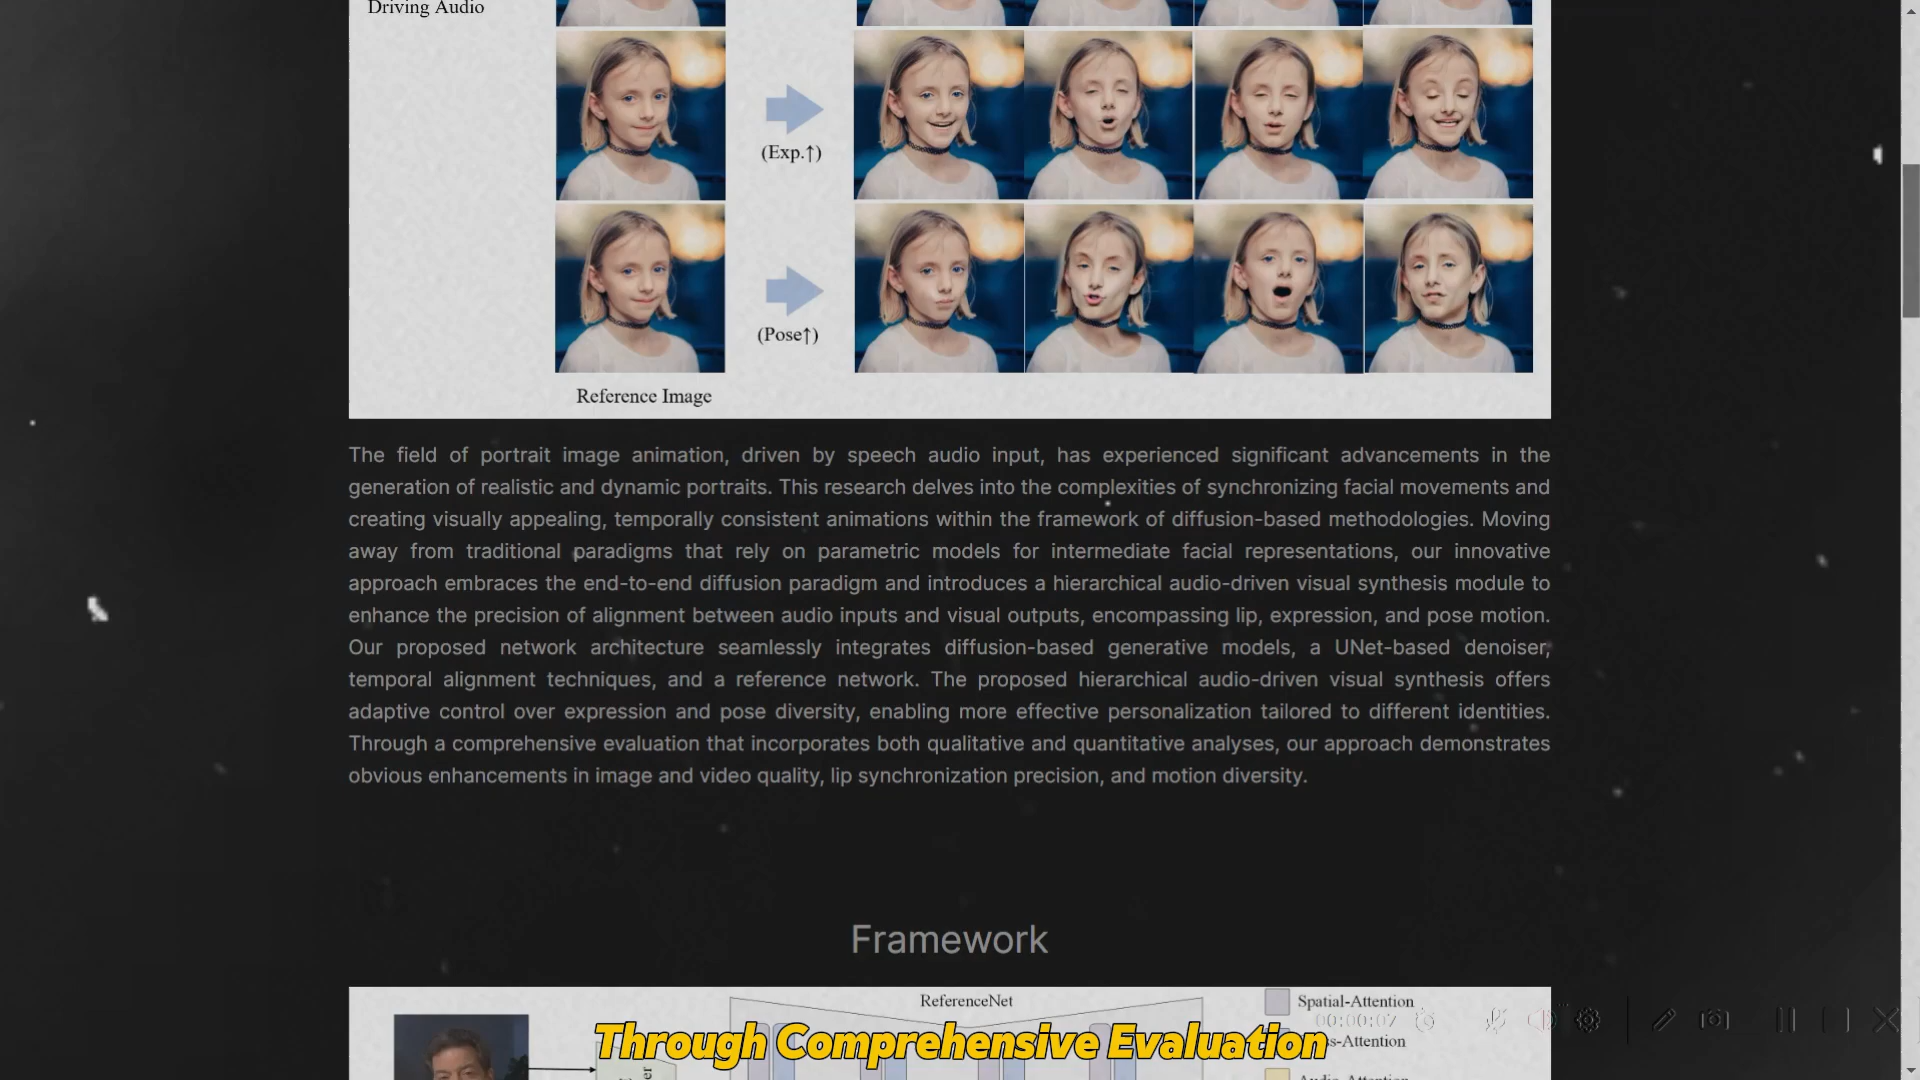 Driving Audio
(Exp.↑)
(Pose↑)
Reference Image
The field of portrait image animation, driven by speech audio input, has experienced significant advancements in the
generation of realistic and dynamic portraits. This research delves into the complexities of synchronizing facial movements and
creating visually appealing, temporally consistent animations within the framework of diffusion-based methodologies. Moving
away from traditional paradigms that rely on parametric models for intermediate facial representations, our innovative
approach embraces the end-to-end diffusion paradigm and introduces a hierarchical audio-driven visual synthesis module to
enhance the precision of alignment between audio inputs and visual outputs, encompassing lip, expression, and pose motion.
Our proposed network architecture seamlessly integrates diffusion-based generative models, a UNet-based denoiser,
temporal alignment techniques, and a reference network. The proposed hierarchical audio-driven visual synthesis offers
adaptive control over expression and pose diversity, enabling more effective personalization tailored to different identities.
Through a comprehensive evaluation that incorporates both qualitative and quantitative analyses, our approach demonstrates
obvious enhancements in image and video quality, lip synchronization precision, and motion diversity.
Framework
ReferenceNet
Spatial-Attention
00:00:07
s-Attention
Through Comprehensive Evaluation